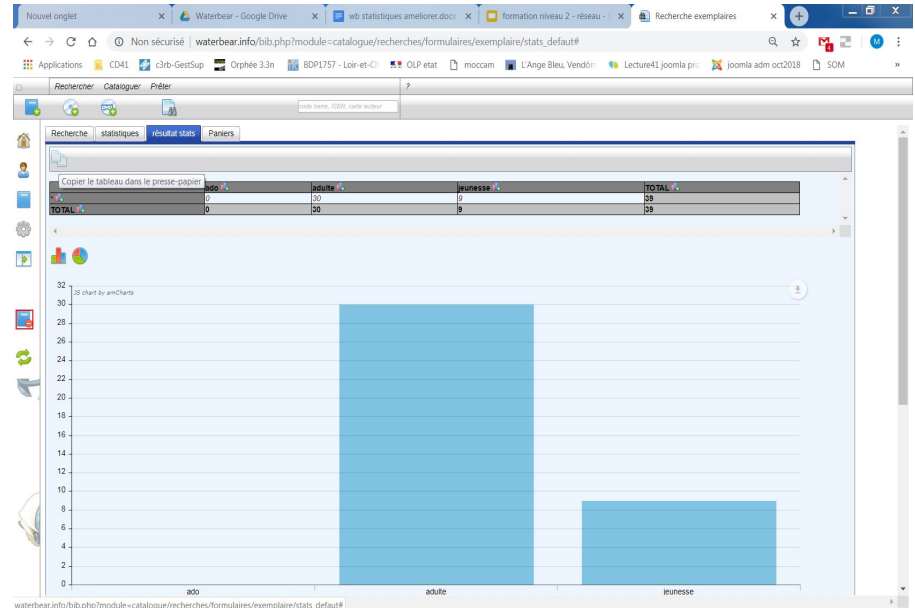 Nouvel onglet
Waterbear - Google Drive
wb statistiques ameliorer.docx
formation niveau 2 - réseau -
Recherche exemplaires
Non sécurisé | waterbear.info/bib.php?module=catalogue/recherches/formulaires/exemplaire/stats_defaut#
Applications CD41 c3rb-GestSup Orphée 3.3n BDP1757 - Loir-et-Ch OLP etat moccam L'Ange Bleu, Vendôm Lecture41 joomla pro joomla adm oct2018 SOM »
Rechercher Cataloguer Prêter ?
code barre, ISBN, carte lecteur
Recherche statistiques résultat stats Paniers
Copier le tableau dans le presse-papier
ado adulte jeunesse TOTAL
* 0 30 9 39
TOTAL 0 30 9 39
32
JS chart by amCharts
30
28
26
24
22
20
18
16
14
12
10
8
6
4
2
0
ado adulte jeunesse
waterbear.info/bib.php?module=catalogue/recherches/formulaires/exemplaire/stats_defaut#